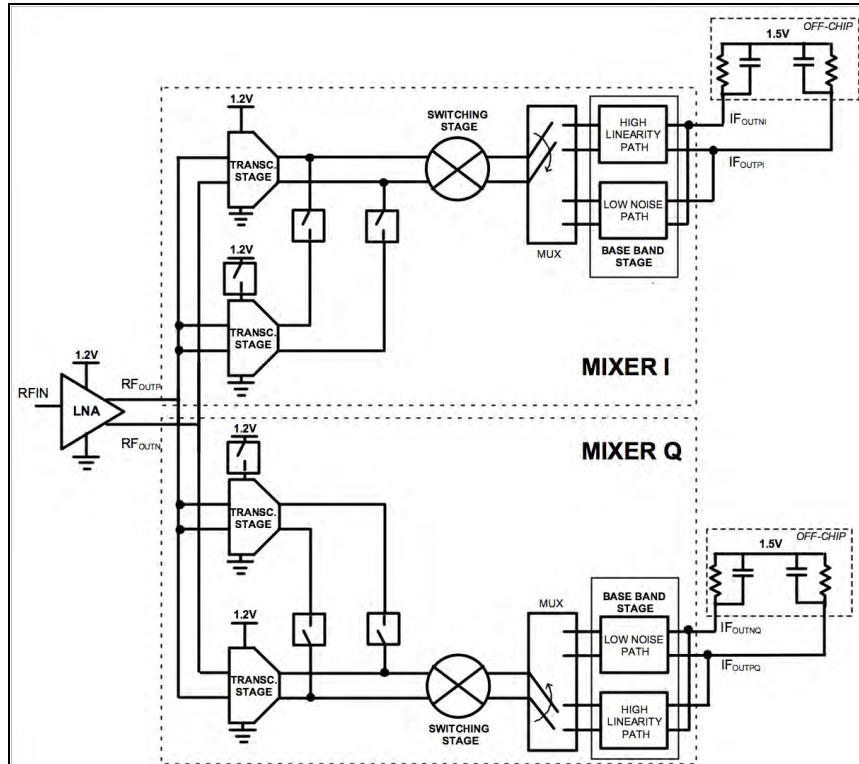 OFF-CHIP
1.5V
1.2V
SWITCHING
STAGE
TRANSC.
STAGE
HIGH
LINEARITY
PATH
IFOUTNI
IFOUTPI
LOW NOISE
PATH
MUX
BASE BAND
STAGE
1.2V
TRANSC.
STAGE
MIXER I
1.2V
RFIN
LNA
RFOUTP
RFOUTN
1.2V
MIXER Q
TRANSC.
STAGE
OFF-CHIP
1.5V
MUX
BASE BAND
STAGE
LOW NOISE
PATH
IFOUTNQ
IFOUTPQ
1.2V
TRANSC.
STAGE
HIGH
LINEARITY
PATH
SWITCHING
STAGE